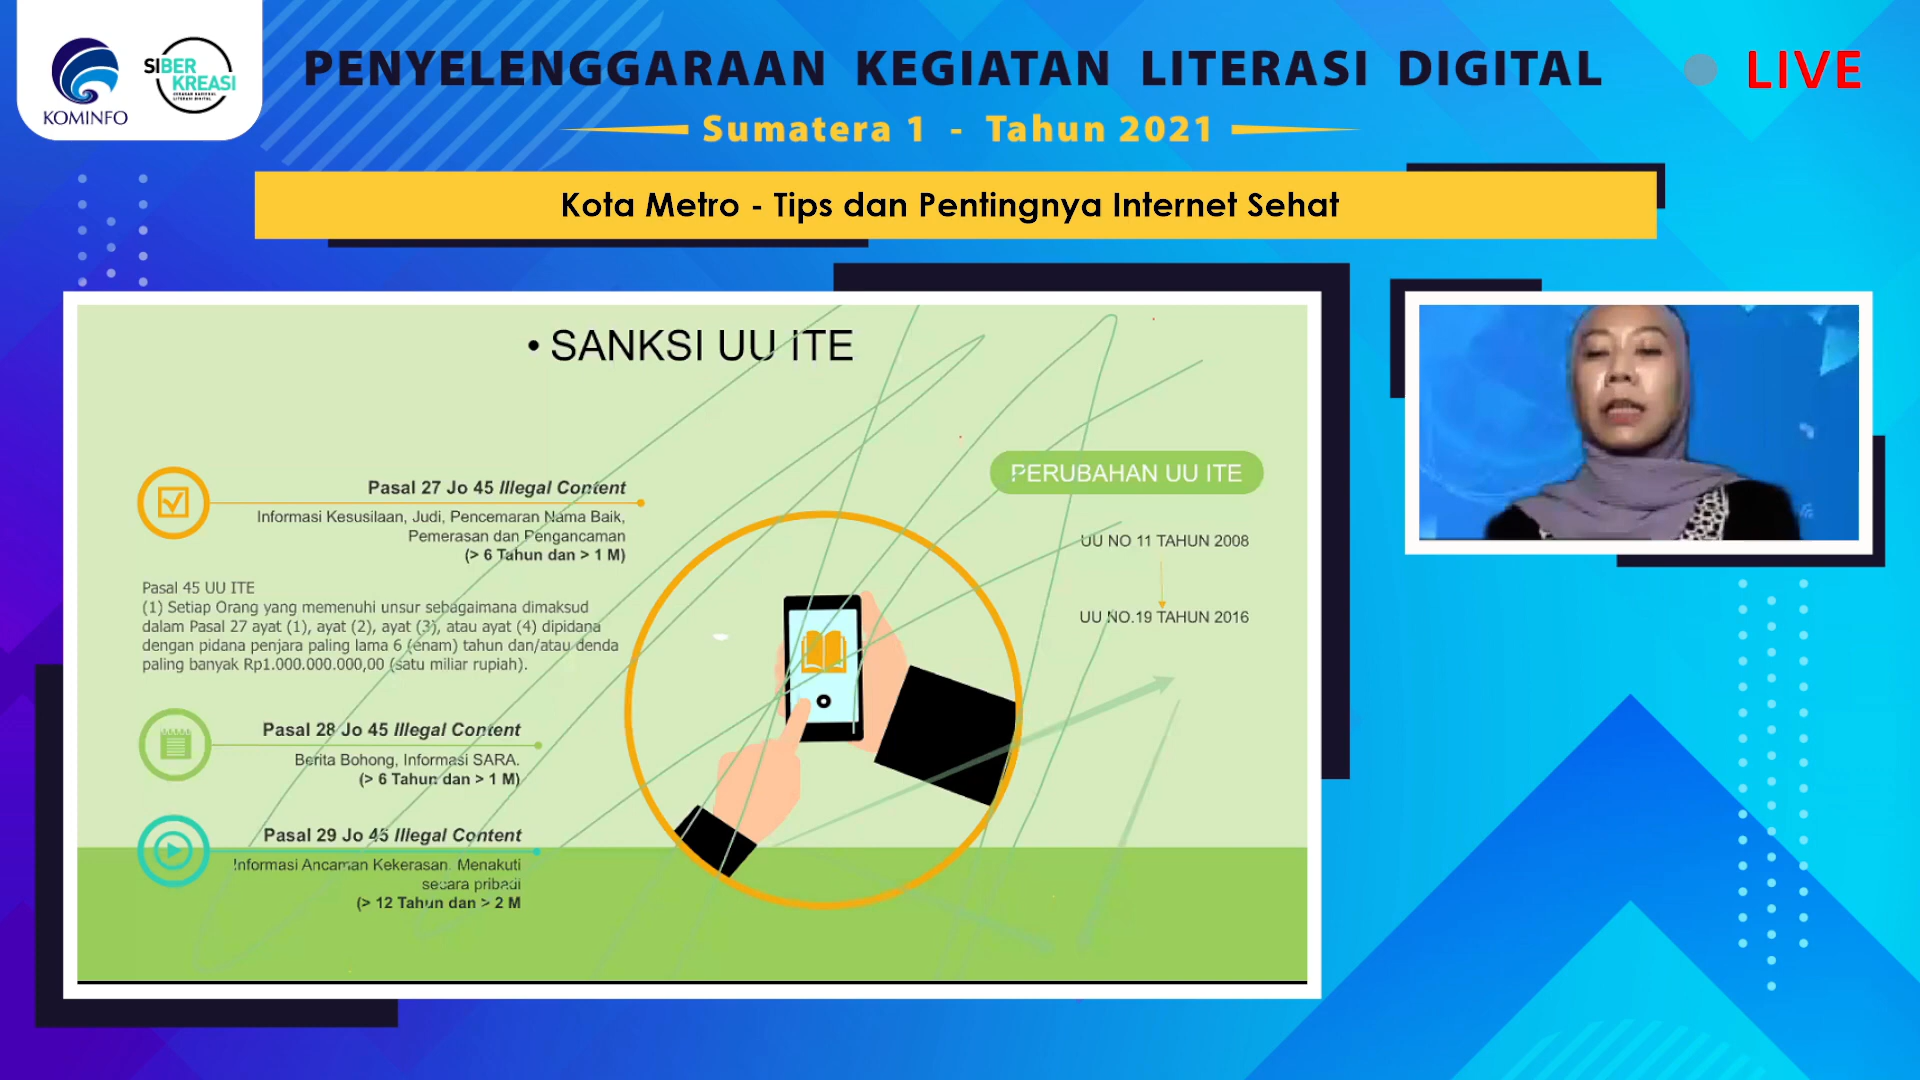 KOMINFO
SIBER
KREASI
PENYELENGGARAAN KEGIATAN LITERASI DIGITAL
LIVE
Sumatera 1 - Tahun 2021
Kota Metro - Tips dan Pentingnya Internet Sehat
• SANKSI UU ITE
Pasal 27 Jo 45 Illegal Content
Informasi Kesusilaan, Judi, Pencemaran Nama Baik,
Pemerasan dan Pengancaman
(> 6 Tahun dan > 1 M)
Pasal 45 UU ITE
(1) Setiap Orang yang memenuhi unsur sebagaimana dimaksud
dalam Pasal 27 ayat (1), ayat (2), ayat (3), atau ayat (4) dipidana
dengan pidana penjara paling lama 6 (enam) tahun dan/atau denda
paling banyak Rp1.000.000.000,00 (satu miliar rupiah).
Pasal 28 Jo 45 Illegal Content
Berita Bohong, Informasi SARA.
(> 6 Tahun dan > 1 M)
Pasal 29 Jo 45 Illegal Content
Informasi Ancaman Kekerasan. Menakuti
secara pribadi
(> 12 Tahun dan > 2 M
PERUBAHAN UU ITE
UU NO 11 TAHUN 2008
UU NO.19 TAHUN 2016